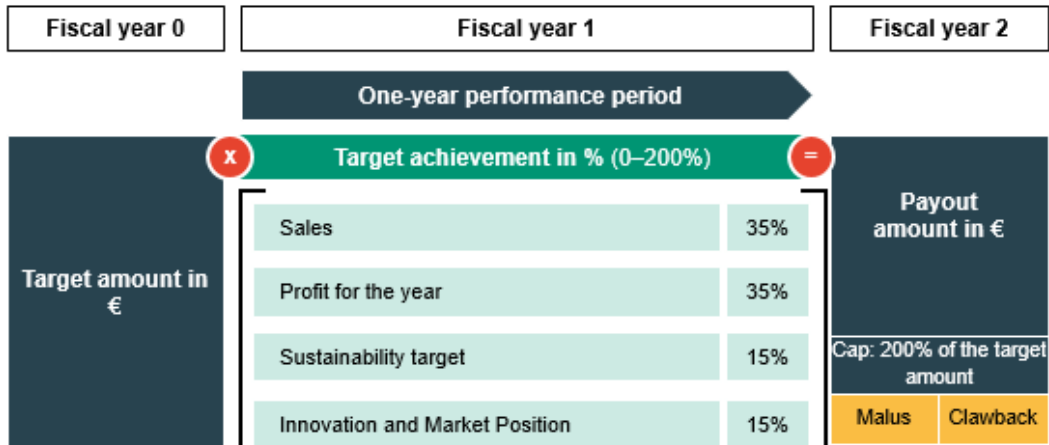 Fiscal year 0
Fiscal year 1
Fiscal year 2
One-year performance period
x
Target achievement in % (0–200%)
=
Target amount in
€
Sales 35%
Profit for the year 35%
Sustainability target 15%
Innovation and Market Position 15%
Payout
amount in €
Cap: 200% of the target
amount
Malus
Clawback